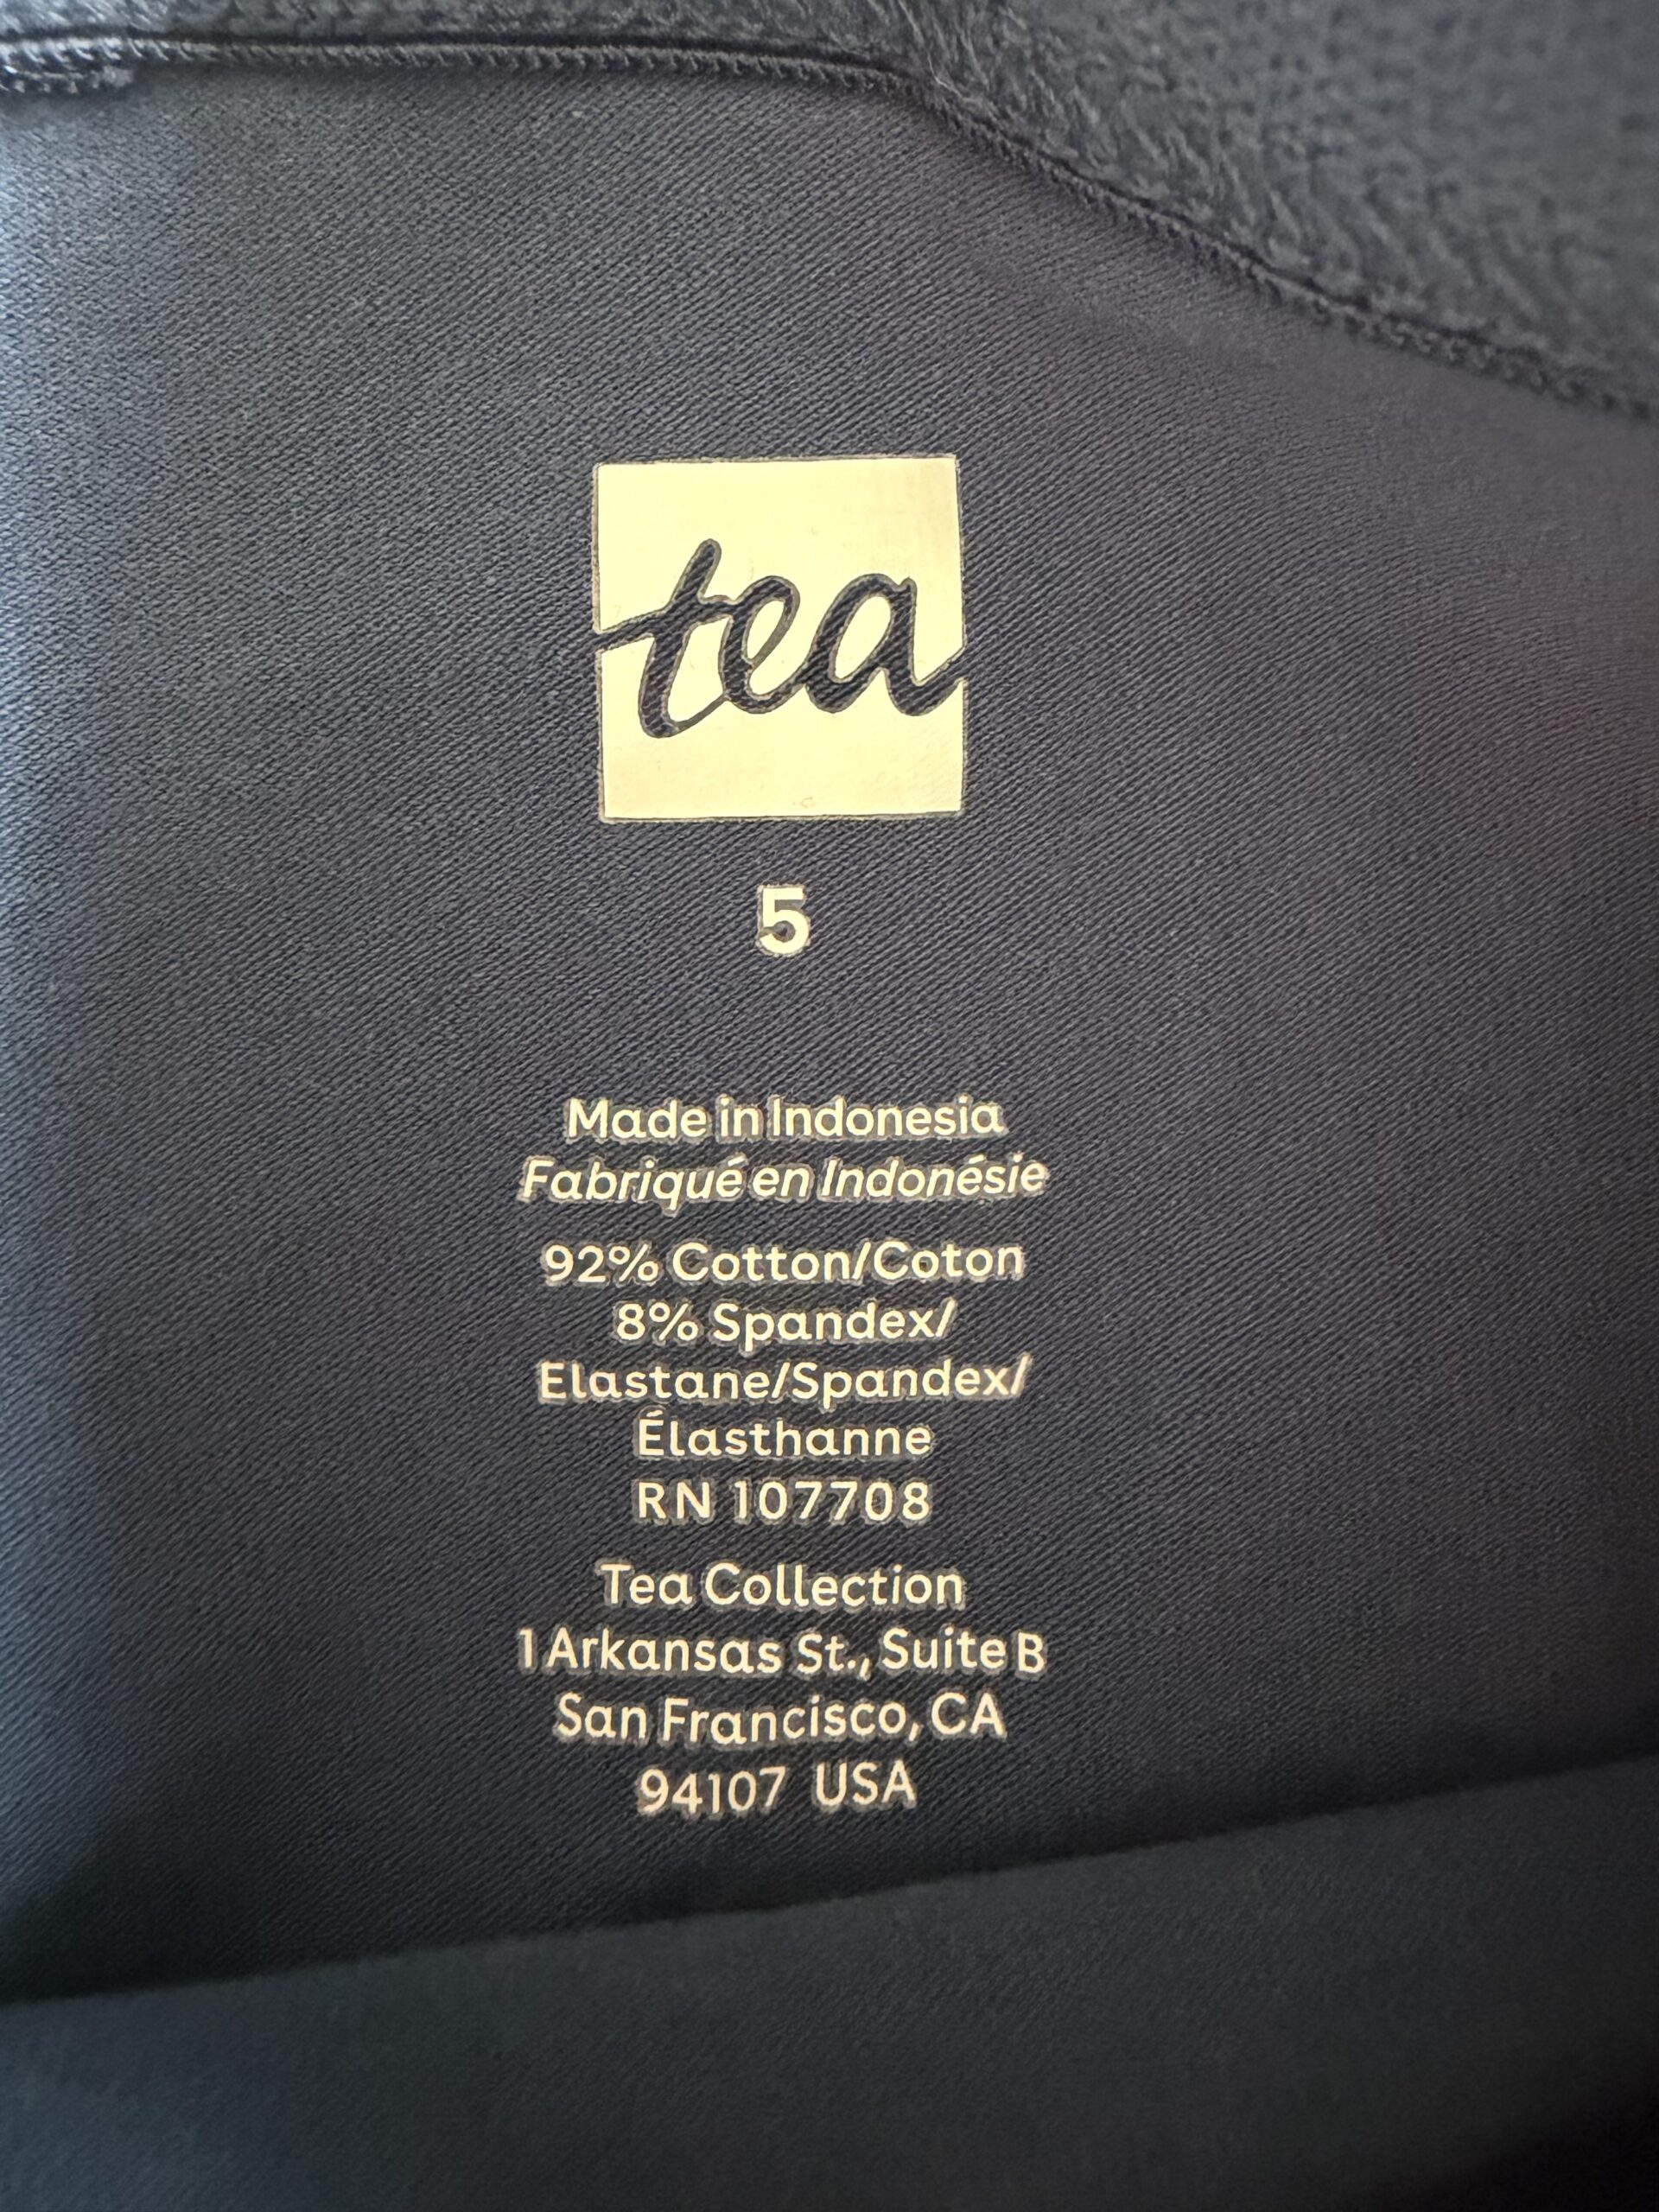 tea
5
Made in Indonesia
Fabriqué en Indonésie
92% Cotton/Coton
8% Spandex/
Elastane/Spandex/
Élasthanne
RN 107708
Tea Collection
1 Arkansas St., Suite B
San Francisco, CA
94107 USA